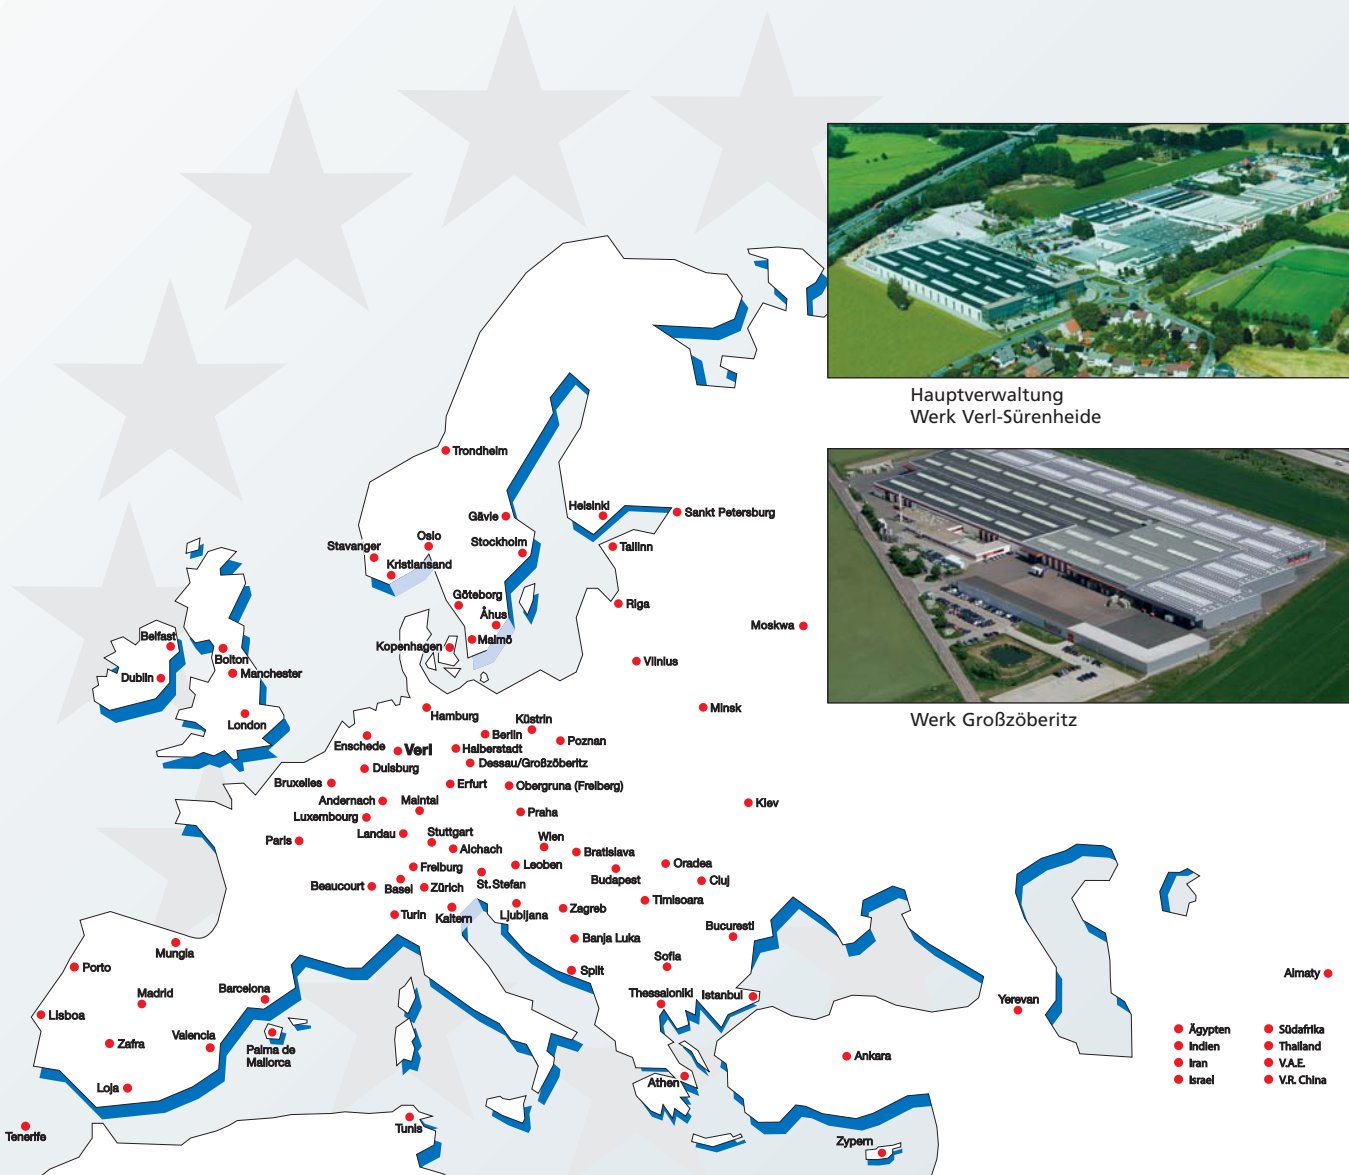 Hauptverwaltung
Werk Verl-Sürenheide
Werk Großzöberitz
Trondheim
Gävle
Helsinki
Sankt Petersburg
Stavanger
Oslo
Stockholm
Tallinn
Kristiansand
Göteborg
Åhus
Riga
Moskwa
Belfast
Kopenhagen
Malmö
Bolton
Vilnius
Dublin
Manchester
London
Hamburg
Küstrin
Minsk
Enschede
Verl
Berlin
Halberstadt
Poznan
Duisburg
Dessau/Großzöberitz
Bruxelles
Erfurt
Obergruna (Freiberg)
Andernach
Maintal
Kiev
Luxembourg
Praha
Paris
Landau
Stuttgart
Wien
Aichach
Bratislava
Freiburg
Leoben
Oradea
Beaucourt
Basel
Zürich
St. Stefan
Budapest
Cluj
Turin
Kaltern
Ljubljana
Zagreb
Timisoara
Banja Luka
Bucuresti
Mungia
Sofia
Porto
Split
Almaty
Madrid
Barcelona
Thessaloniki
Istanbul
Yerevan
Lisboa
Zafra
Valencia
Palma de
Mallorca
Ankara
Loja
Athen
Tenerife
Tunis
Zypern
Ägypten
Indien
Iran
Israel
Südafrika
Thailand
V.A.E.
V.R. China